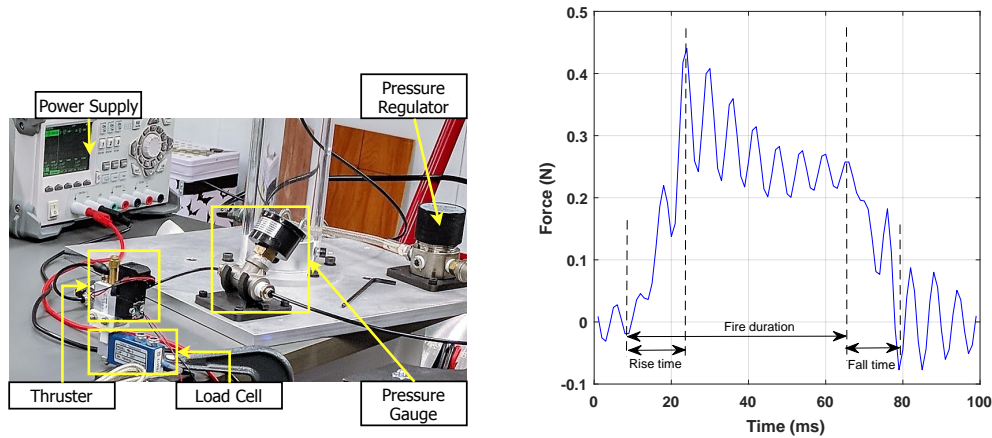 Power Supply
Pressure
Regulator
Thruster
Load Cell
Pressure
Gauge
0.5
0.4
0.3
0.2
0.1
0
-0.1
Force (N)
Fire duration
Rise time
Fall time
0
20
40
60
80
100
Time (ms)